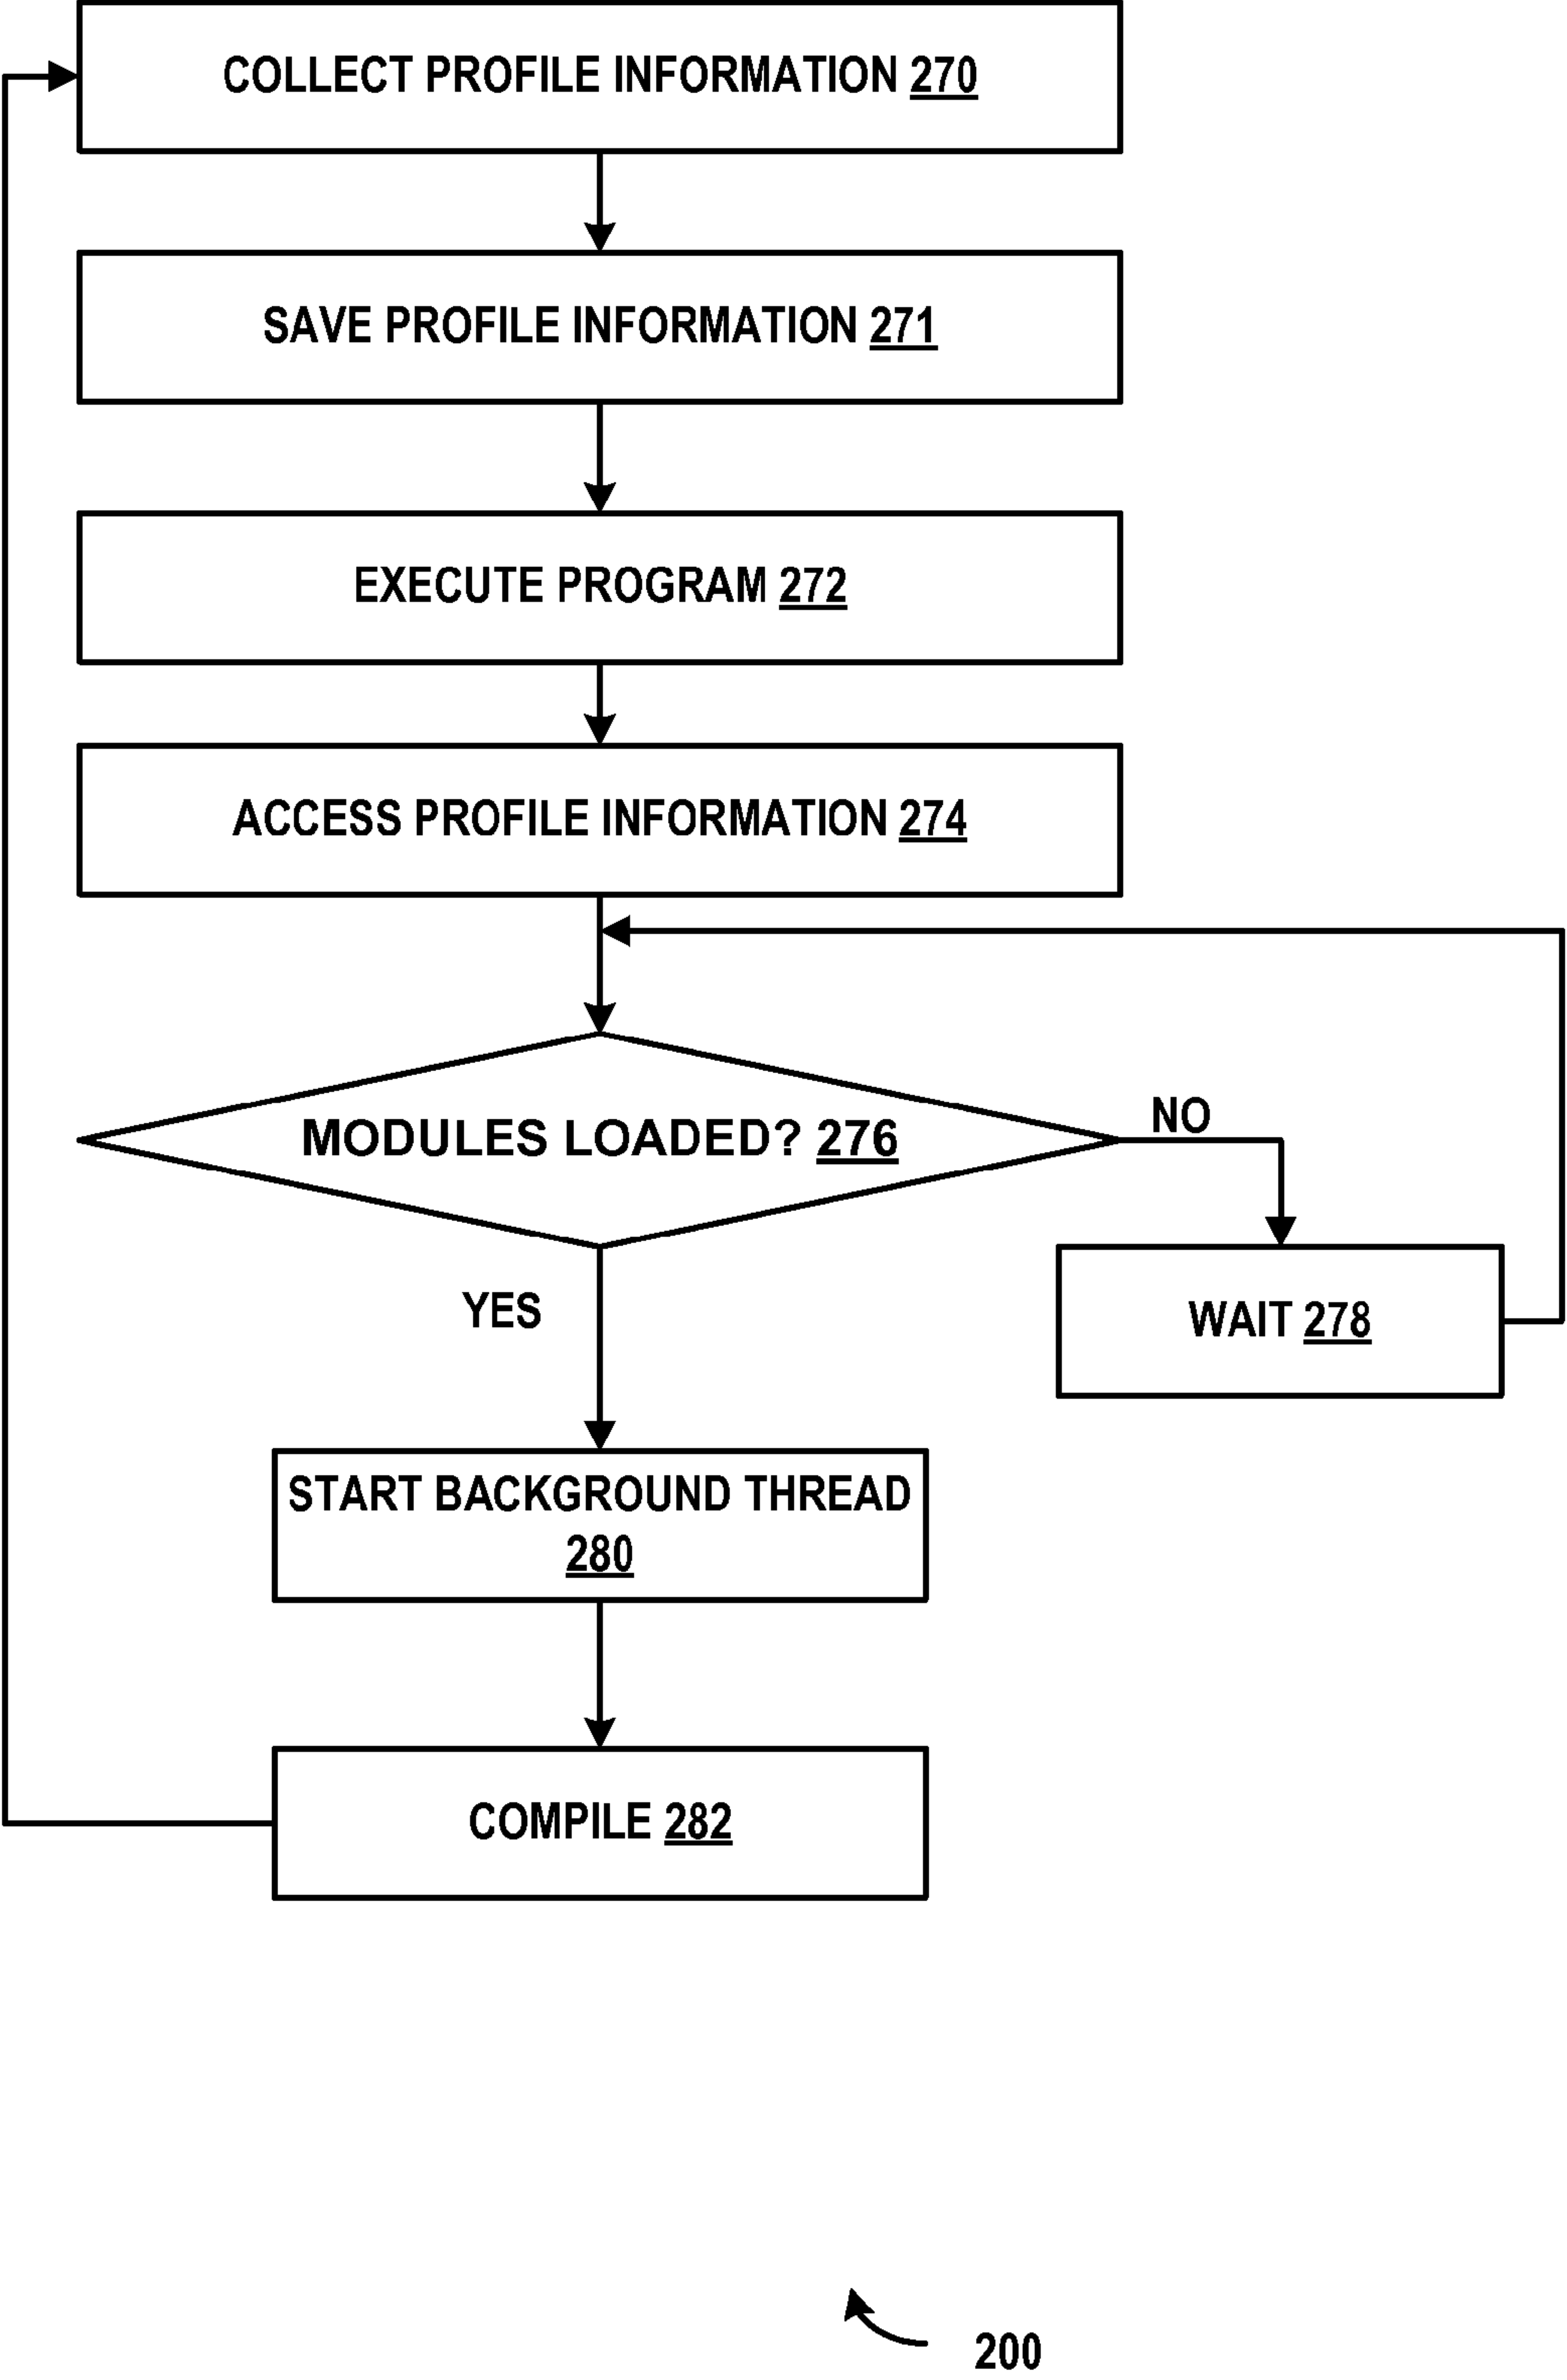 COLLECT PROFILE INFORMATION 270
SAVE PROFILE INFORMATION 271
EXECUTE PROGRAM 272
ACCESS PROFILE INFORMATION 274
MODULES LOADED? 276
NO
WAIT 278
YES
START BACKGROUND THREAD
280
COMPILE 282
200